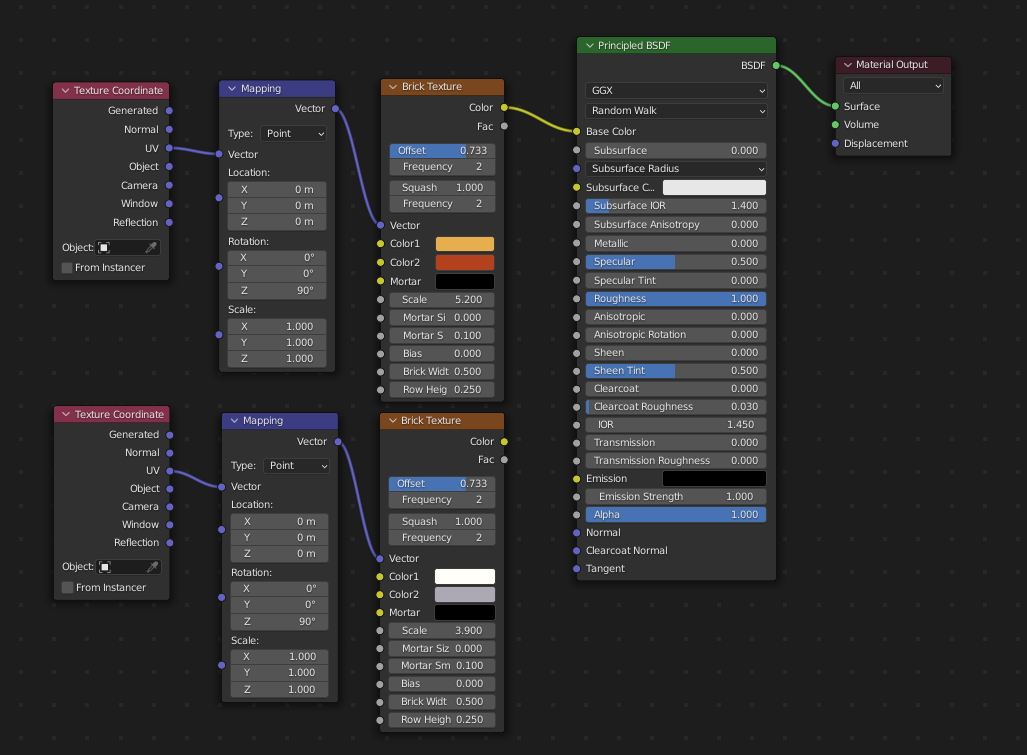 Texture Coordinate
Generated
Normal
UV
Object
Camera
Window
Reflection
Object:
From Instancer
Mapping
Vector
Type: Point
Vector
Location:
X 0 m
Y 0 m
Z 0 m
Rotation:
X 0°
Y 0°
Z 90°
Scale:
X 1.000
Y 1.000
Z 1.000
Brick Texture
Color
Fac
Offset 0.733
Frequency 2
Squash 1.000
Frequency 2
Vector
Color1
Color2
Mortar
Scale 5.200
Mortar Si 0.000
Mortar S 0.100
Bias 0.000
Brick Widt 0.500
Row Heig 0.250
Principled BSDF
BSDF
GGX
Random Walk
Base Color
Subsurface 0.000
Subsurface Radius
Subsurface C...
Subsurface IOR 1.400
Subsurface Anisotropy 0.000
Metallic 0.000
Specular 0.500
Specular Tint 0.000
Roughness 1.000
Anisotropic 0.000
Anisotropic Rotation 0.000
Sheen 0.000
Sheen Tint 0.500
Clearcoat 0.000
Clearcoat Roughness 0.030
IOR 1.450
Transmission 0.000
Transmission Roughness 0.000
Emission
Emission Strength 1.000
Alpha 1.000
Normal
Clearcoat Normal
Tangent
Material Output
All
Surface
Volume
Displacement
Texture Coordinate
Generated
Normal
UV
Object
Camera
Window
Reflection
Object:
From Instancer
Mapping
Vector
Type: Point
Vector
Location:
X 0 m
Y 0 m
Z 0 m
Rotation:
X 0°
Y 0°
Z 90°
Scale:
X 1.000
Y 1.000
Z 1.000
Brick Texture
Color
Fac
Offset 0.733
Frequency 2
Squash 1.000
Frequency 2
Vector
Color1
Color2
Mortar
Scale 3.900
Mortar Siz 0.000
Mortar Sm 0.100
Bias 0.000
Brick Widt 0.500
Row Heigh 0.250